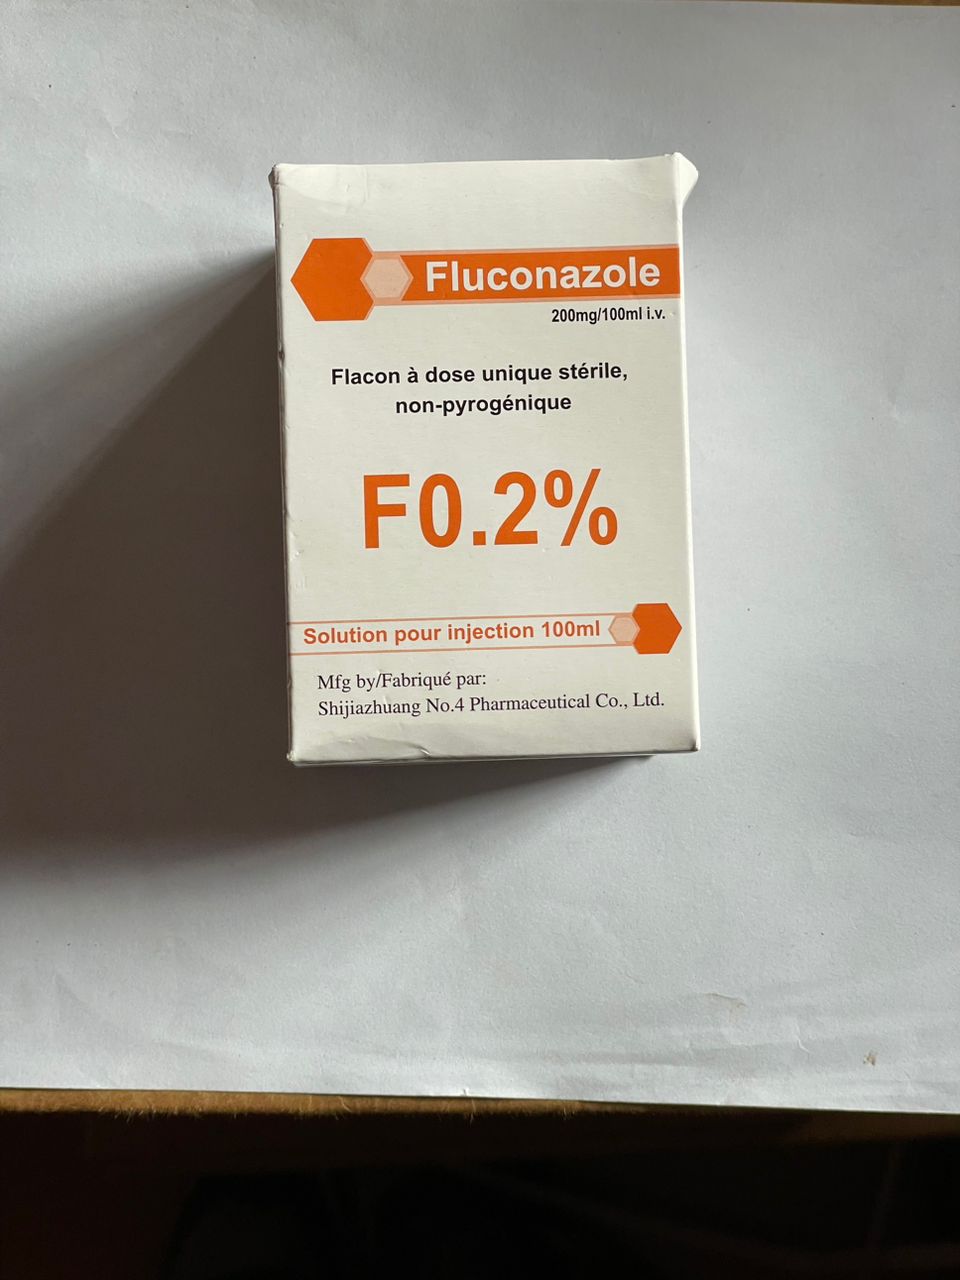 Fluconazole
200mg/100ml i.v.
Flacon à dose unique stérile,
non-pyrogénique
F0.2%
Solution pour injection 100ml
Mfg by/Fabriqué par:
Shijiazhuang No.4 Pharmaceutical Co., Ltd.